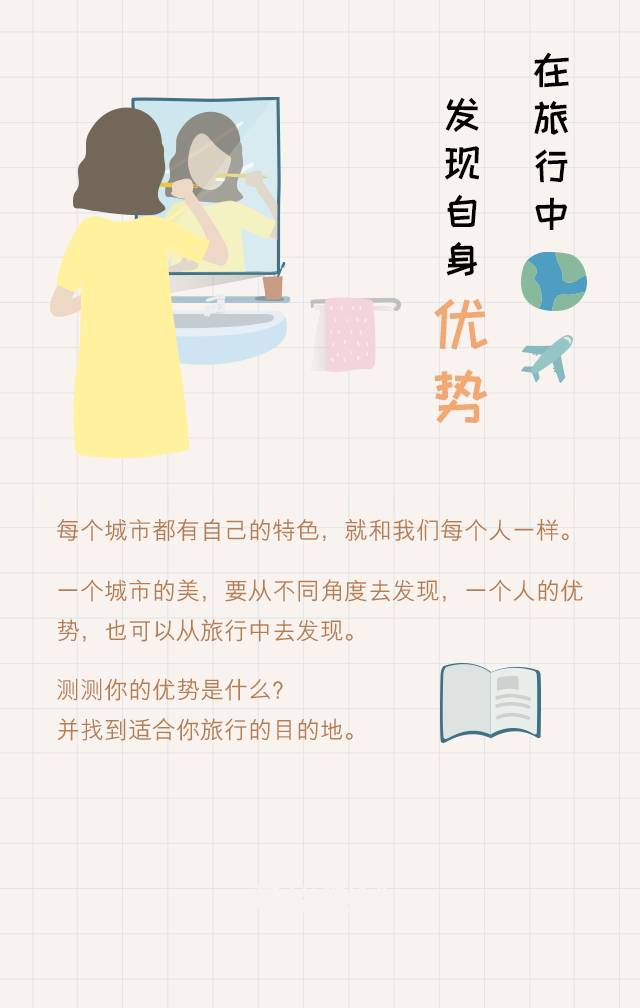 在旅行中
发现自身
优势
每个城市都有自己的特色，就和我们每个人一样。
一个城市的美，要从不同角度去发现，一个人的优
势，也可以从旅行中去发现。
测测你的优势是什么？
并找到适合你旅行的目的地。